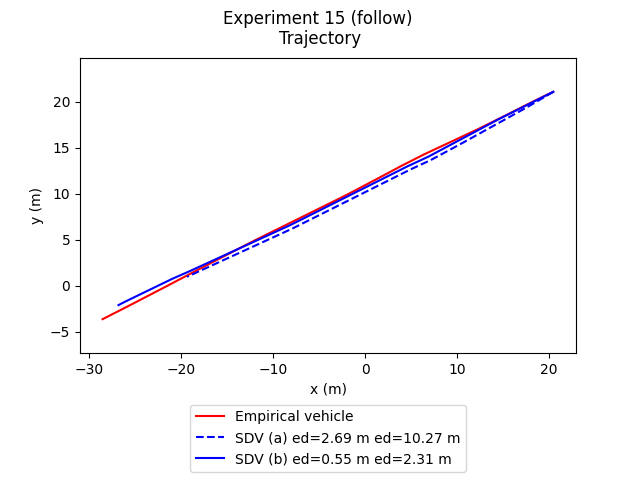 Experiment 15 (follow)
Trajectory
20
15
10
5
0
−5
y (m)
−30
−20
−10
0
10
20
x (m)
Empirical vehicle
SDV (a) ed=2.69 m ed=10.27 m
SDV (b) ed=0.55 m ed=2.31 m